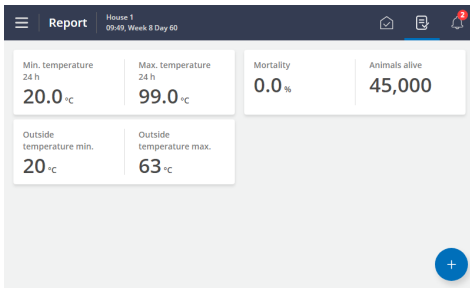 Report
House 1
09:49, Week 8 Day 60
2
Min. temperature
24 h
20.0 °C
Max. temperature
24 h
99.0 °C
Mortality
0.0 %
Animals alive
45,000
Outside
temperature min.
20 °C
Outside
temperature max.
63 °C
+